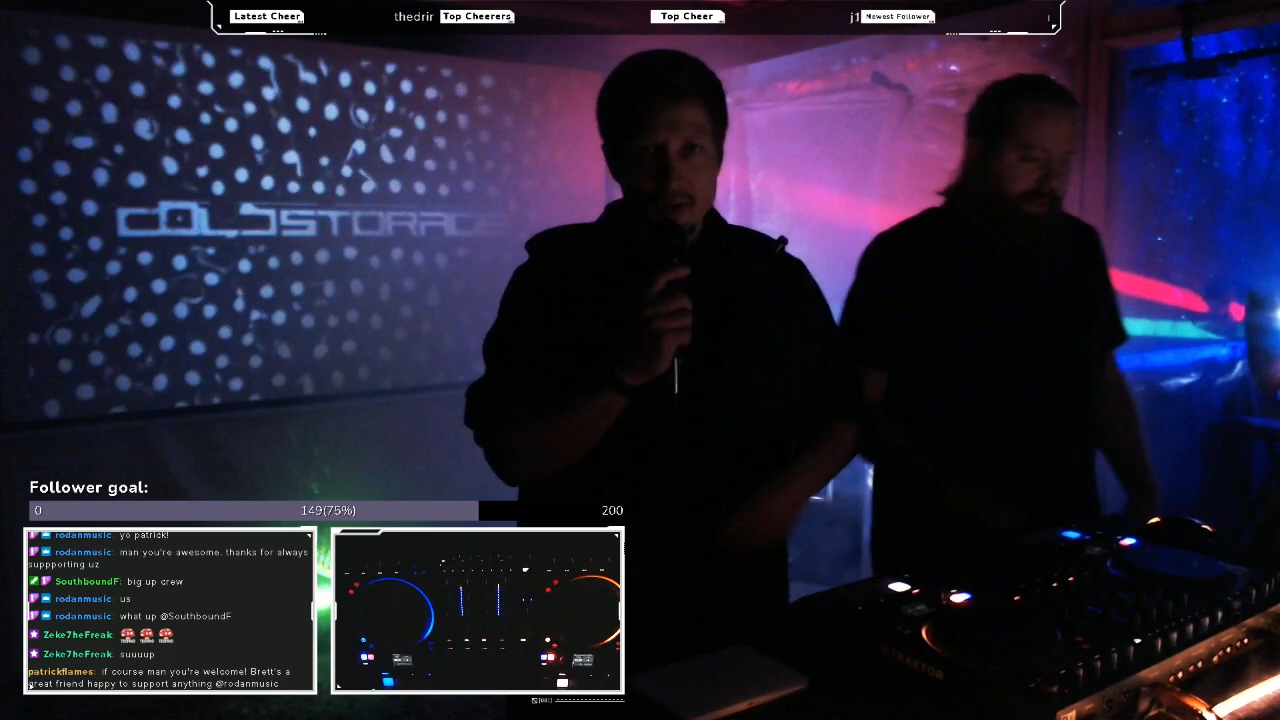 Latest Cheer
thedrir
Top Cheerers
Top Cheer
j1
Newest Follower
COLDSTORAGE
Follower goal:
0
149(75%)
200
rodanmusic: yo patrick!
rodanmusic: man you're awesome. thanks for always
suppporting uz
SouthboundF: big up crew
rodanmusic: us
rodanmusic: what up @SouthboundF
Zeke7heFreak:
Zeke7heFreak: suuuup
patrickflames: if course man you're welcome! Brett's a
great friend happy to support anything @rodanmusic
TRAKTOR